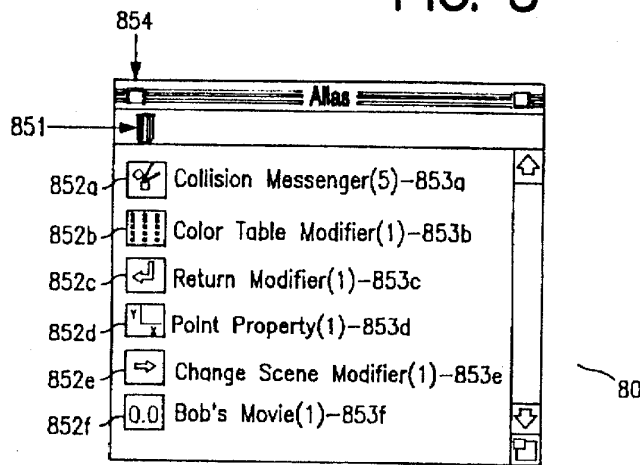 854
Alias
851
852a Collision Messenger(5)-853a
852b Color Table Modifier(1)-853b
852c Return Modifier(1)-853c
852d Y X Point Property(1)-853d
852e Change Scene Modifier(1)-853e
80
852f 0.0 Bob's Movie(1)-853f